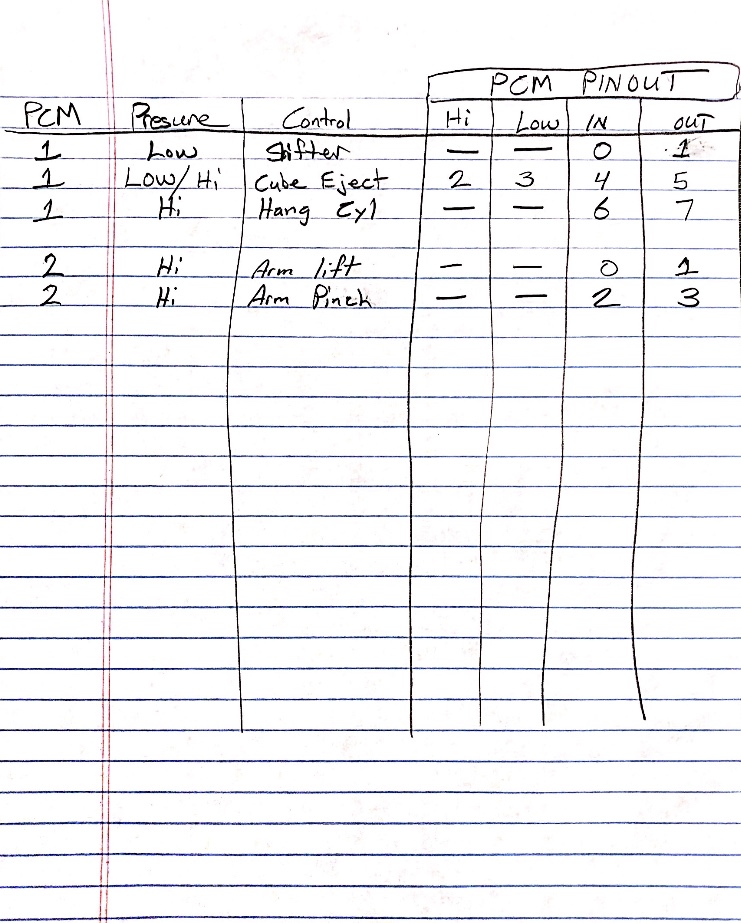 PCM PINOUT
PCM Pressure Control Hi Low IN OUT
1 Low Shifter — — 0 1
1 Low/Hi Cube Eject 2 3 4 5
1 Hi Hang Cyl — — 6 7
2 Hi Arm lift — — 0 1
2 Hi Arm Pinch — — 2 3